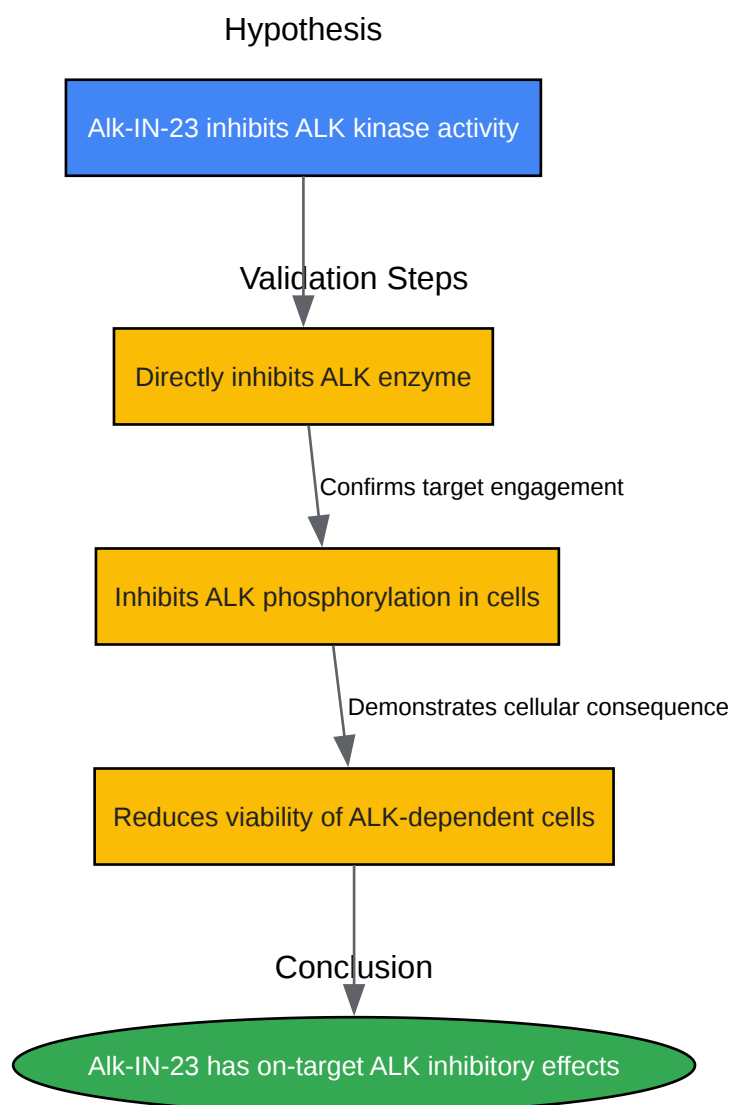 Hypothesis
Alk-IN-23 inhibits ALK kinase activity
Validation Steps
Directly inhibits ALK enzyme
Confirms target engagement
Inhibits ALK phosphorylation in cells
Demonstrates cellular consequence
Reduces viability of ALK-dependent cells
Conclusion
Alk-IN-23 has on-target ALK inhibitory effects